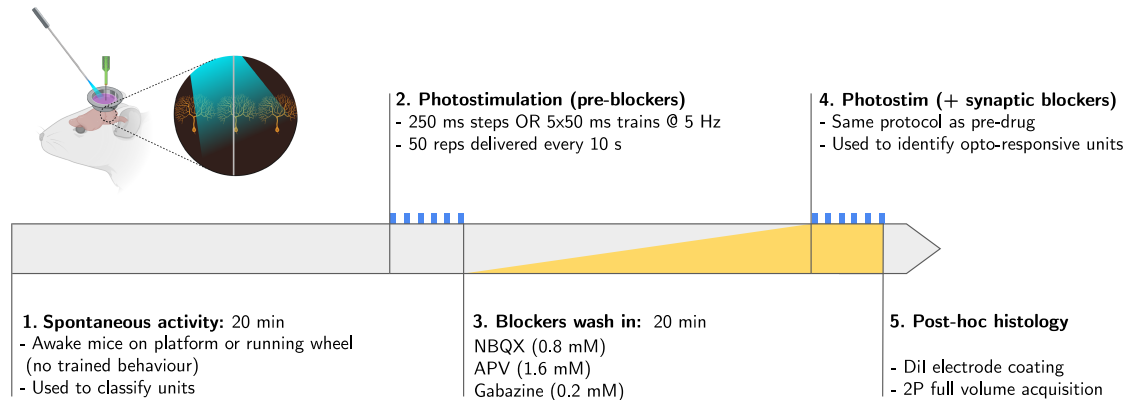 2. Photostimulation (pre-blockers)
- 250 ms steps OR 5x50 ms trains @ 5 Hz
- 50 reps delivered every 10 s
4. Photostim (+ synaptic blockers)
- Same protocol as pre-drug
- Used to identify opto-responsive units
1. Spontaneous activity: 20 min
- Awake mice on platform or running wheel
(no trained behaviour)
- Used to classify units
3. Blockers wash in: 20 min
NBQX (0.8 mM)
APV (1.6 mM)
Gabazine (0.2 mM)
5. Post-hoc histology
- DiI electrode coating
- 2P full volume acquisition